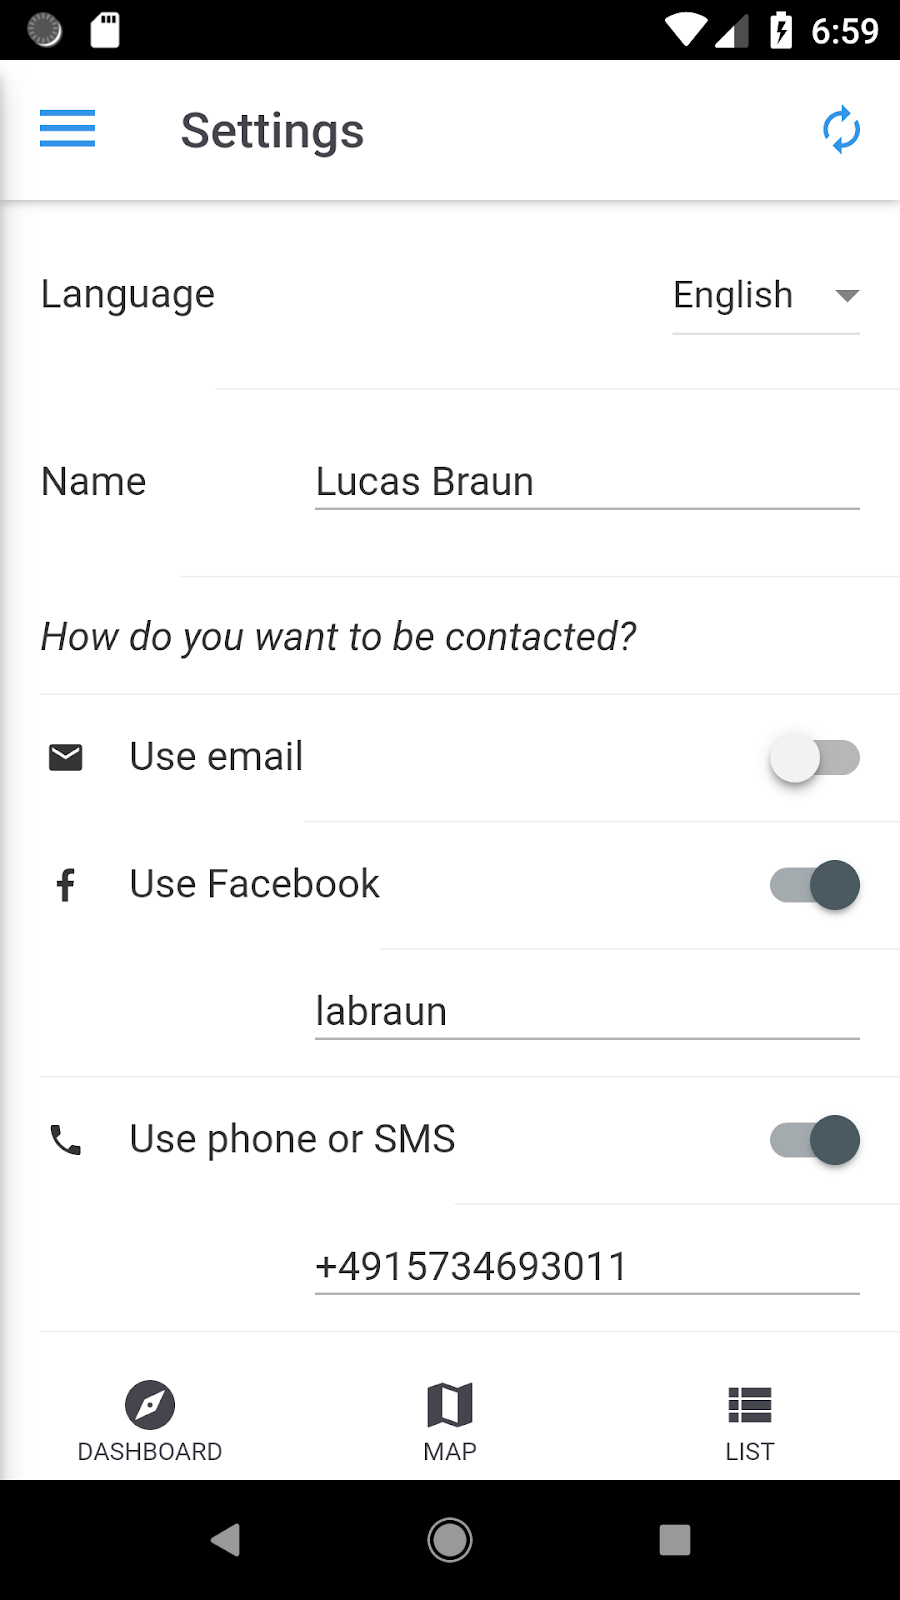 6:59
Settings
Language English
Name Lucas Braun
How do you want to be contacted?
Use email
Use Facebook
labraun
Use phone or SMS
+4915734693011
DASHBOARD MAP LIST